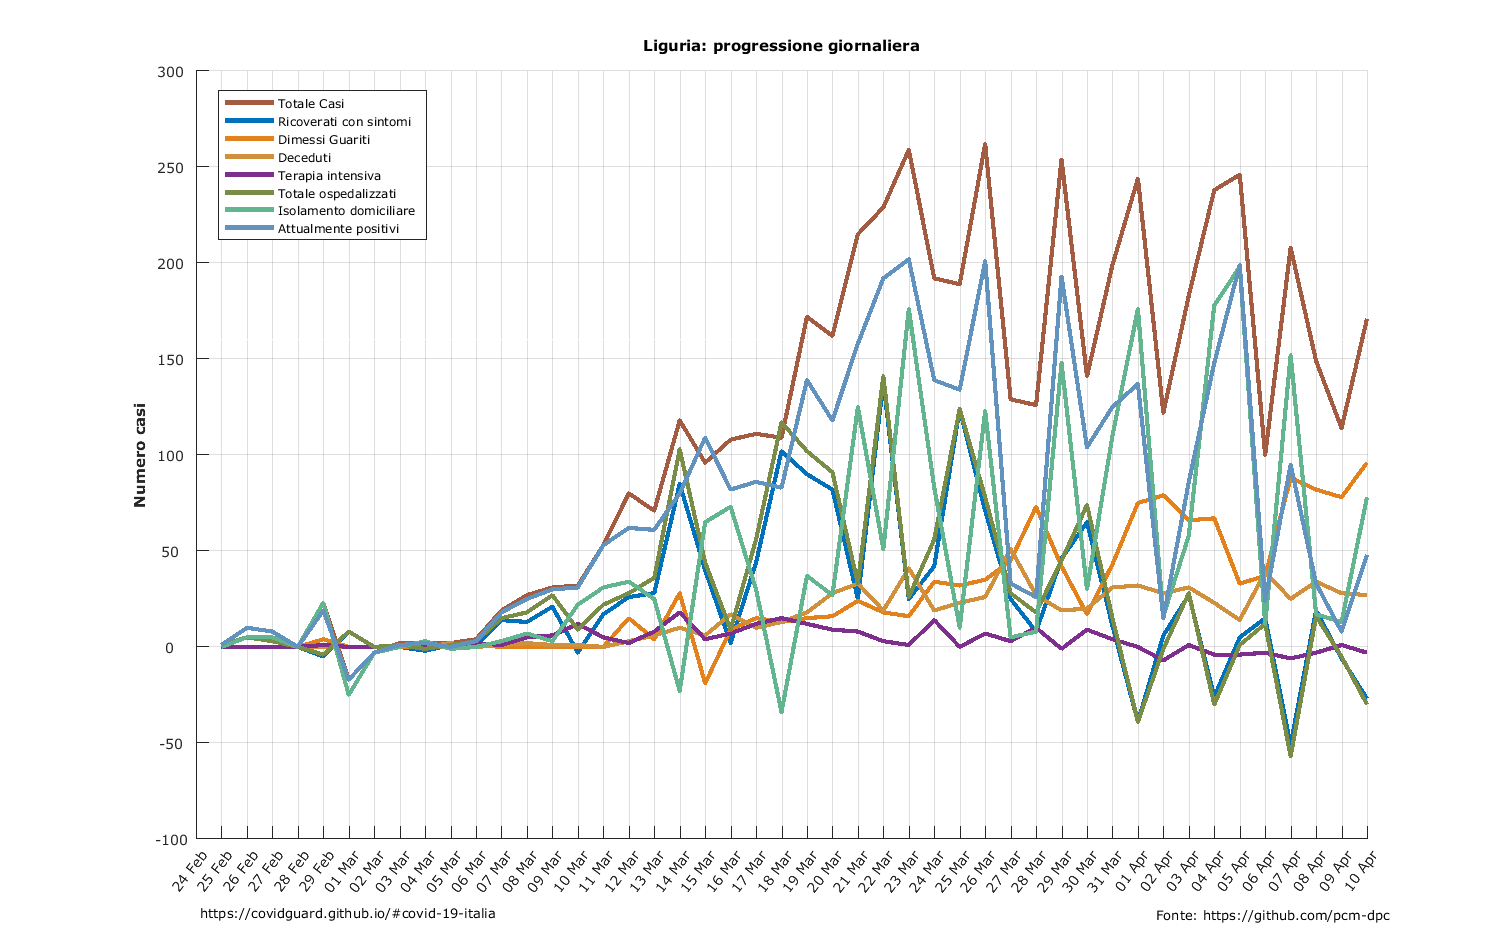 Liguria: progressione giornaliera
300
250
200
150
100
50
0
-50
-100
Numero casi
Totale Casi
Ricoverati con sintomi
Dimessi Guariti
Deceduti
Terapia intensiva
Totale ospedalizzati
Isolamento domiciliare
Attualmente positivi
24 Feb
25 Feb
26 Feb
27 Feb
28 Feb
29 Feb
01 Mar
02 Mar
03 Mar
04 Mar
05 Mar
06 Mar
07 Mar
08 Mar
09 Mar
10 Mar
11 Mar
12 Mar
13 Mar
14 Mar
15 Mar
16 Mar
17 Mar
18 Mar
19 Mar
20 Mar
21 Mar
22 Mar
23 Mar
24 Mar
25 Mar
26 Mar
27 Mar
28 Mar
29 Mar
30 Mar
31 Mar
01 Apr
02 Apr
03 Apr
04 Apr
05 Apr
06 Apr
07 Apr
08 Apr
09 Apr
10 Apr
https://covidguard.github.io/#covid-19-italia
Fonte: https://github.com/pcm-dpc